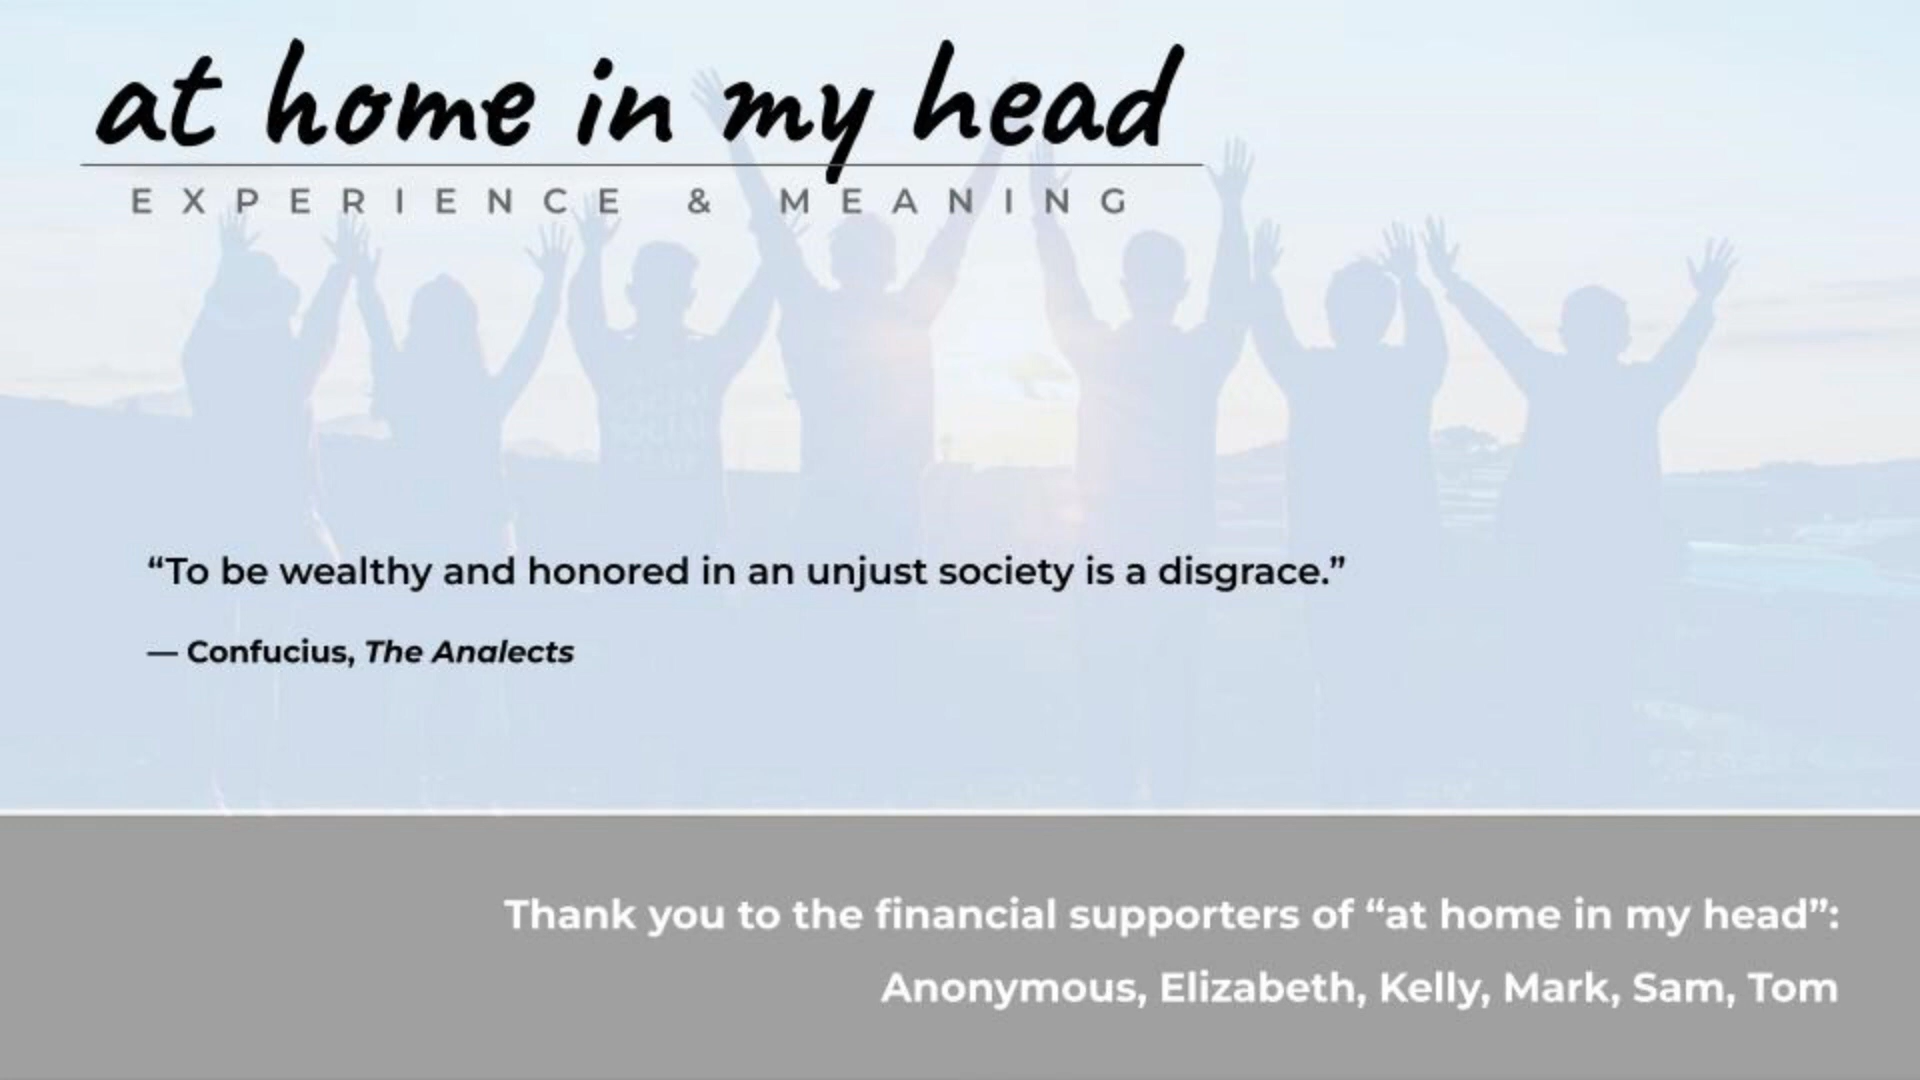 at home in my head
EXPERIENCE & MEANING
“To be wealthy and honored in an unjust society is a disgrace.”
— Confucius, The Analects
Thank you to the financial supporters of “at home in my head”:
Anonymous, Elizabeth, Kelly, Mark, Sam, Tom